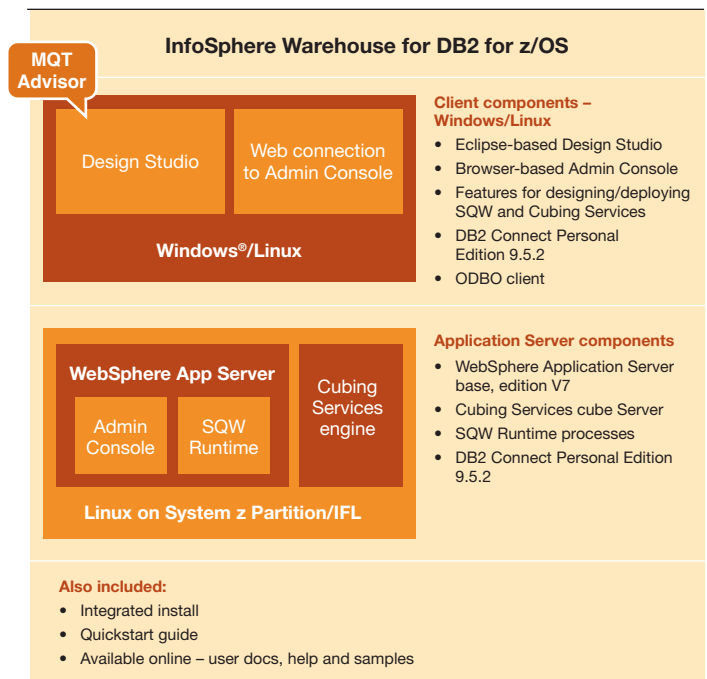 InfoSphere Warehouse for DB2 for z/OS
MQT
Advisor
Design Studio
Web connection
to Admin Console
Windows®/Linux
Client components –
Windows/Linux
• Eclipse-based Design Studio
• Browser-based Admin Console
• Features for designing/deploying
SQW and Cubing Services
• DB2 Connect Personal
Edition 9.5.2
• ODBO client
WebSphere App Server
Admin
Console
SQW
Runtime
Cubing
Services
engine
Linux on System z Partition/IFL
Application Server components
• WebSphere Application Server
base, edition V7
• Cubing Services cube Server
• SQW Runtime processes
• DB2 Connect Personal Edition
9.5.2
Also included:
• Integrated install
• Quickstart guide
• Available online – user docs, help and samples